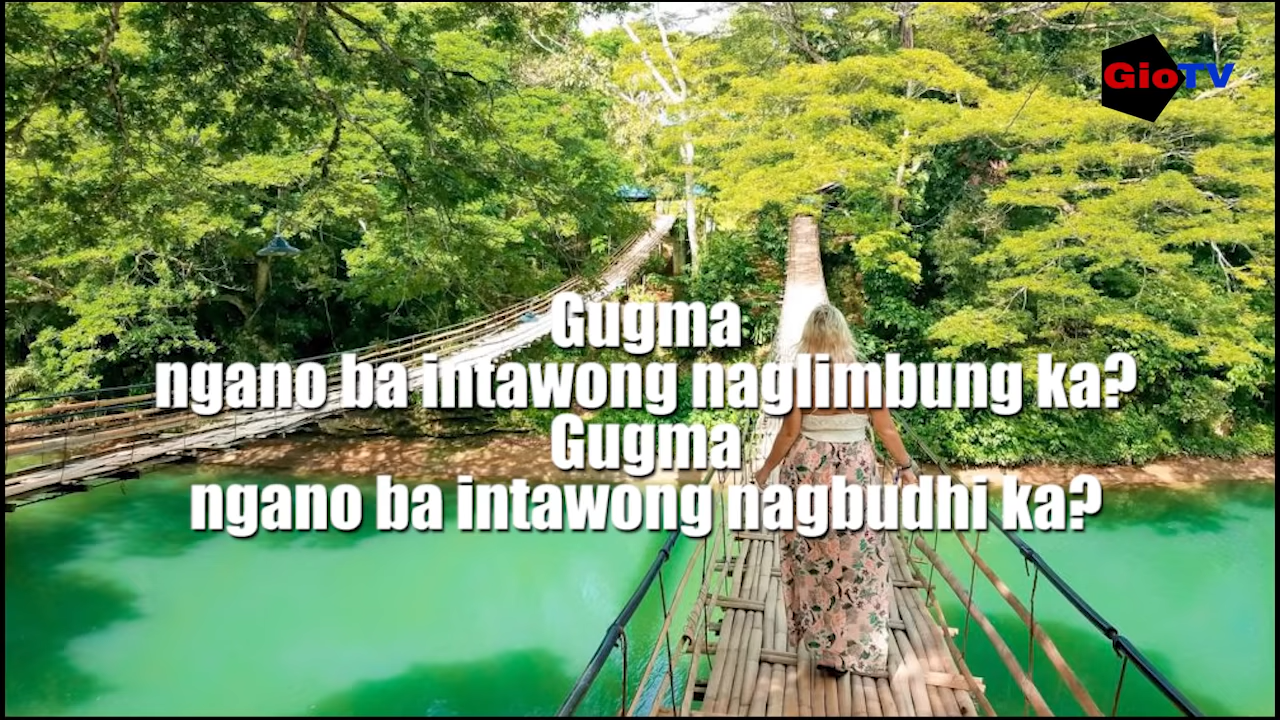 GioTV
Gugma
ngano ba intawong naglimbung ka?
Gugma
ngano ba intawong nagbudhi ka?